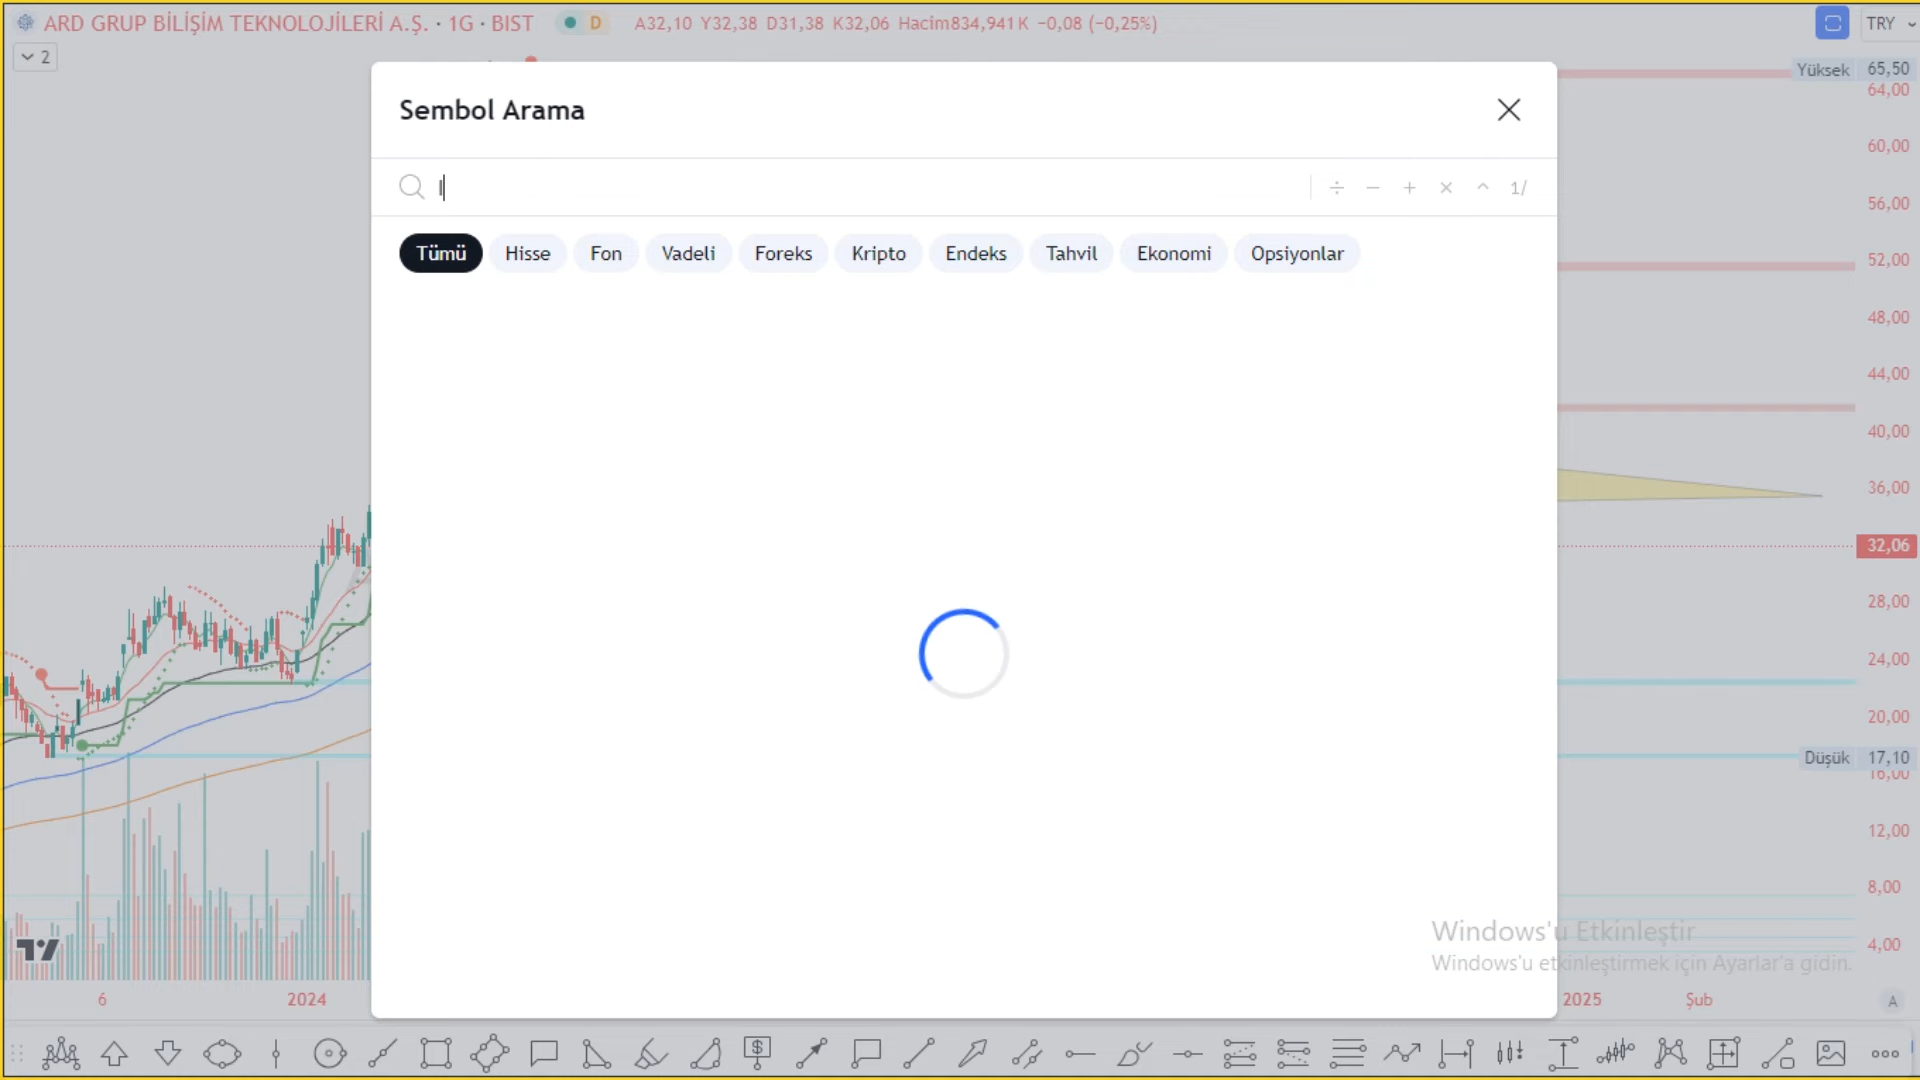 ARD GRUP BİLİŞİM TEKNOLOJİLERİ A.Ş. · 1G · BIST D A32,10 Y32,38 D31,38 K32,06 Hacim834,941K −0,08 (−0,25%)
TRY
2
Yüksek 65,50
64,00
Sembol Arama
60,00
I
÷ − + × ^ 1/
56,00
Tümü Hisse Fon Vadeli Foreks Kripto Endeks Tahvil Ekonomi Opsiyonlar
52,00
48,00
44,00
40,00
36,00
32,06
28,00
24,00
20,00
Düşük 17,10
16,00
12,00
8,00
Windows'u Etkinleştir
4,00
Windows'u etkinleştirmek için Ayarlar'a gidin.
6 2024 2025 Şub A